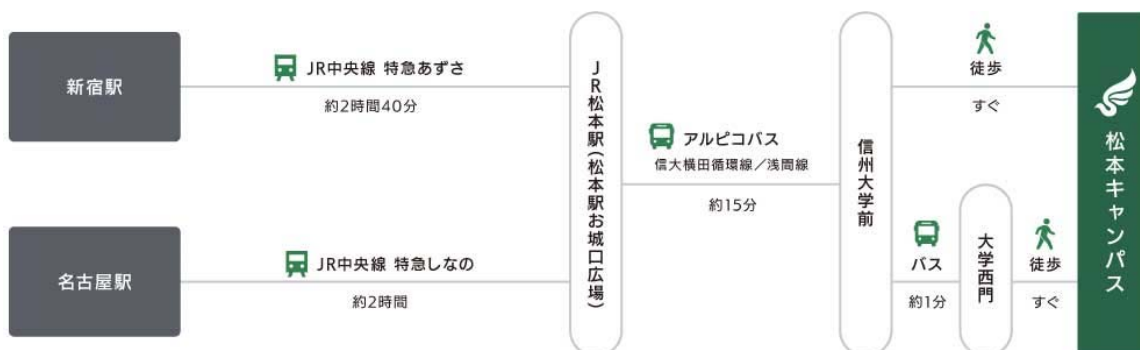 新宿駅
JR中央線 特急あずさ
約2時間40分
名古屋駅
JR中央線 特急しなの
約2時間
JR松本駅(松本駅お城口広場)
アルピコバス
信大横田循環線/浅間線
約15分
信州大学前
徒歩
すぐ
バス
約1分
大学西門
徒歩
すぐ
松本キャンパス